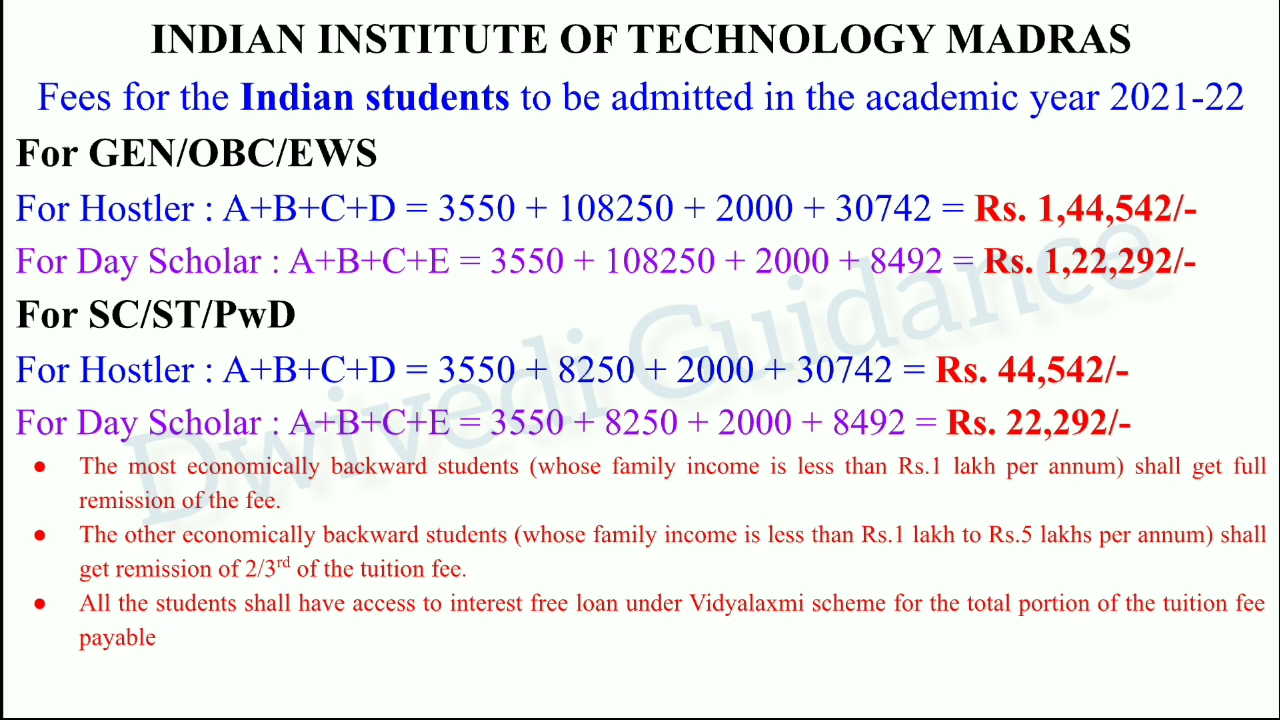 INDIAN INSTITUTE OF TECHNOLOGY MADRAS
Fees for the Indian students to be admitted in the academic year 2021-22
For GEN/OBC/EWS
For Hostler : A+B+C+D = 3550 + 108250 + 2000 + 30742 = Rs. 1,44,542/-
For Day Scholar : A+B+C+E = 3550 + 108250 + 2000 + 8492 = Rs. 1,22,292/-
For SC/ST/PwD
For Hostler : A+B+C+D = 3550 + 8250 + 2000 + 30742 = Rs. 44,542/-
For Day Scholar : A+B+C+E = 3550 + 8250 + 2000 + 8492 = Rs. 22,292/-
● The most economically backward students (whose family income is less than Rs.1 lakh per annum) shall get full
remission of the fee.
● The other economically backward students (whose family income is less than Rs.1 lakh to Rs.5 lakhs per annum) shall
get remission of 2/3rd of the tuition fee.
● All the students shall have access to interest free loan under Vidyalaxmi scheme for the total portion of the tuition fee
payable
Dwivedi Guidance